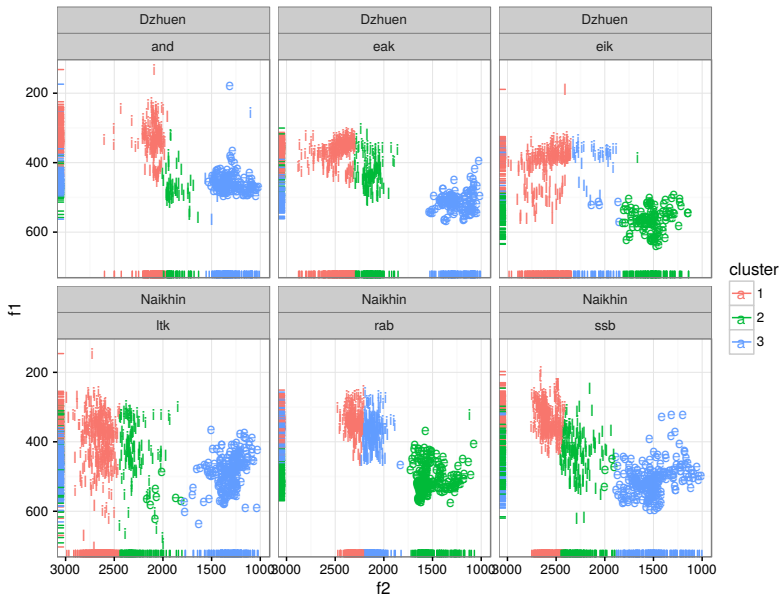 Dzhuen Dzhuen Dzhuen
and eak eik
200
400
600
Naikhin Naikhin Naikhin
ltk rab ssb
200
400
600
3000 2500 2000 1500 1000 3000 2500 2000 1500 1000 3000 2500 2000 1500 1000
f2
f1
cluster
a 1
a 2
a 3